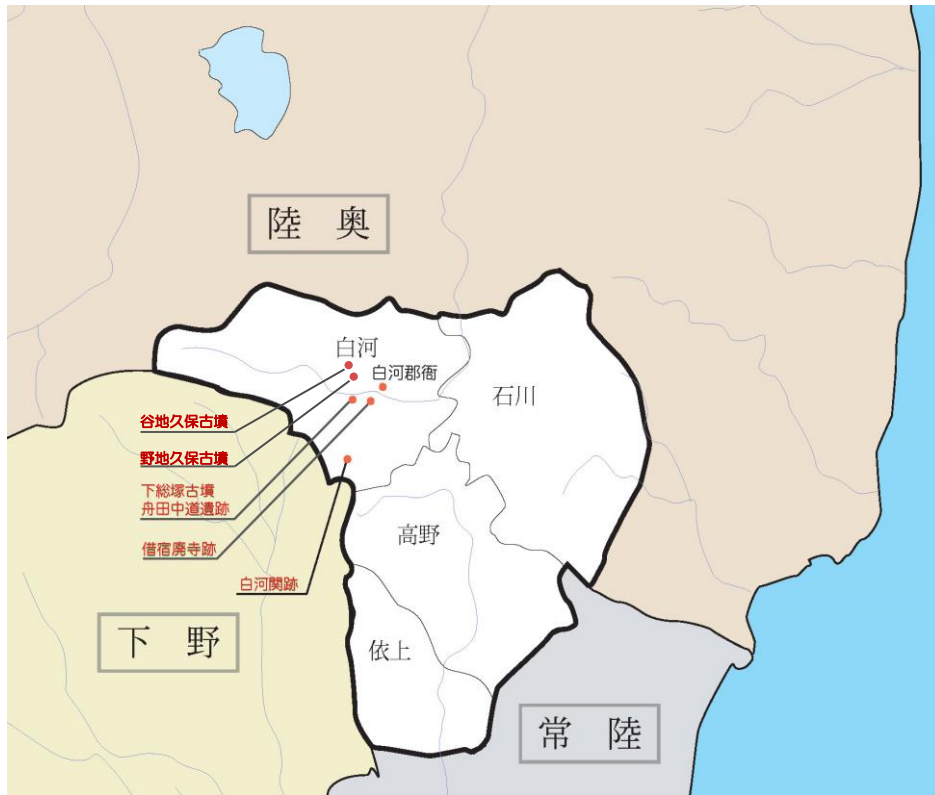 陸奥
白河
白河郡衙
石川
谷地久保古墳
野地久保古墳
下総塚古墳
舟田中道遺跡
借宿廃寺跡
高野
白河関跡
下野
依上
常陸